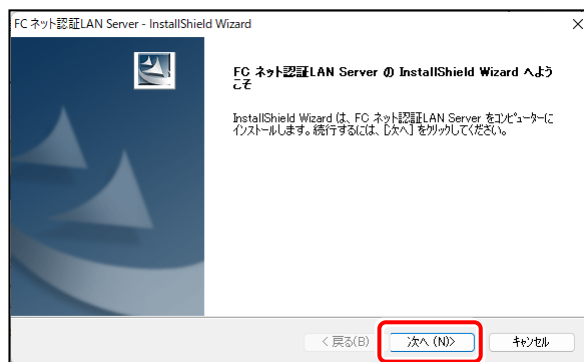 FC ネット認証LAN Server - InstallShield Wizard
FC ネット認証LAN Server の InstallShield Wizard へよう
こそ
InstallShield Wizard は、FC ネット認証LAN Server をコンピューターに
インストールします。続行するには、[次へ] をクリックしてください。
< 戻る(B)
次へ (N)>
キャンセル